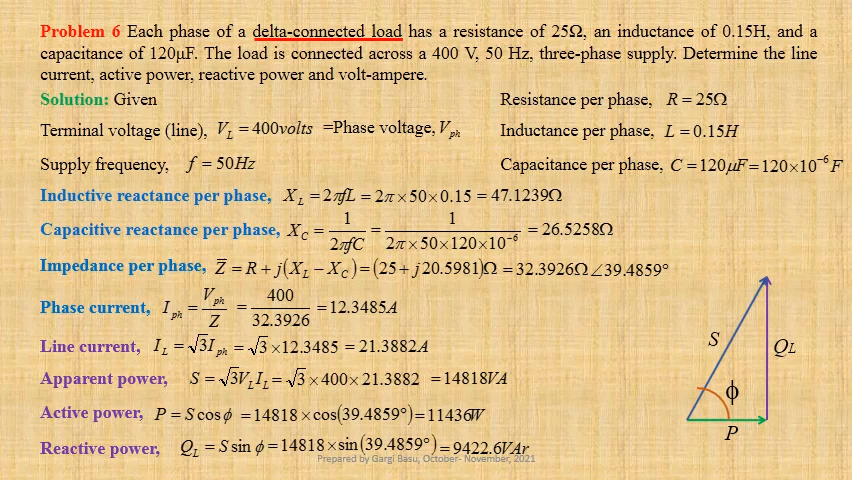 Problem 6 Each phase of a delta-connected load has a resistance of 25Ω, an inductance of 0.15H, and a
capacitance of 120μF. The load is connected across a 400 V, 50 Hz, three-phase supply. Determine the line
current, active power, reactive power and volt-ampere.
Solution: Given
Resistance per phase, R = 25Ω
Terminal voltage (line), V_L = 400volts =Phase voltage, V_ph
Inductance per phase, L = 0.15H
Supply frequency, f = 50Hz
Capacitance per phase, C = 120μF = 120×10⁻⁶F
Inductive reactance per phase, X_L = 2πfL = 2π×50×0.15 = 47.1239Ω
Capacitive reactance per phase, X_C = 1/2πfC = 1/2π×50×120×10⁻⁶ = 26.5258Ω
Impedance per phase, Z̅ = R + j(X_L − X_C) = (25 + j20.5981)Ω = 32.3926Ω∠39.4859°
Phase current, I_ph = V_ph/Z = 400/32.3926 = 12.3485A
Line current, I_L = √3I_ph = √3 ×12.3485 = 21.3882A
Apparent power, S = √3V_L I_L = √3×400×21.3882 = 14818VA
Active power, P = S cosϕ = 14818×cos(39.4859°) = 11436W
Reactive power, Q_L = S sinϕ = 14818×sin(39.4859°) = 9422.6VAr
S
Q_L
ϕ
P
Prepared by Gargi Basu, October- November, 2021